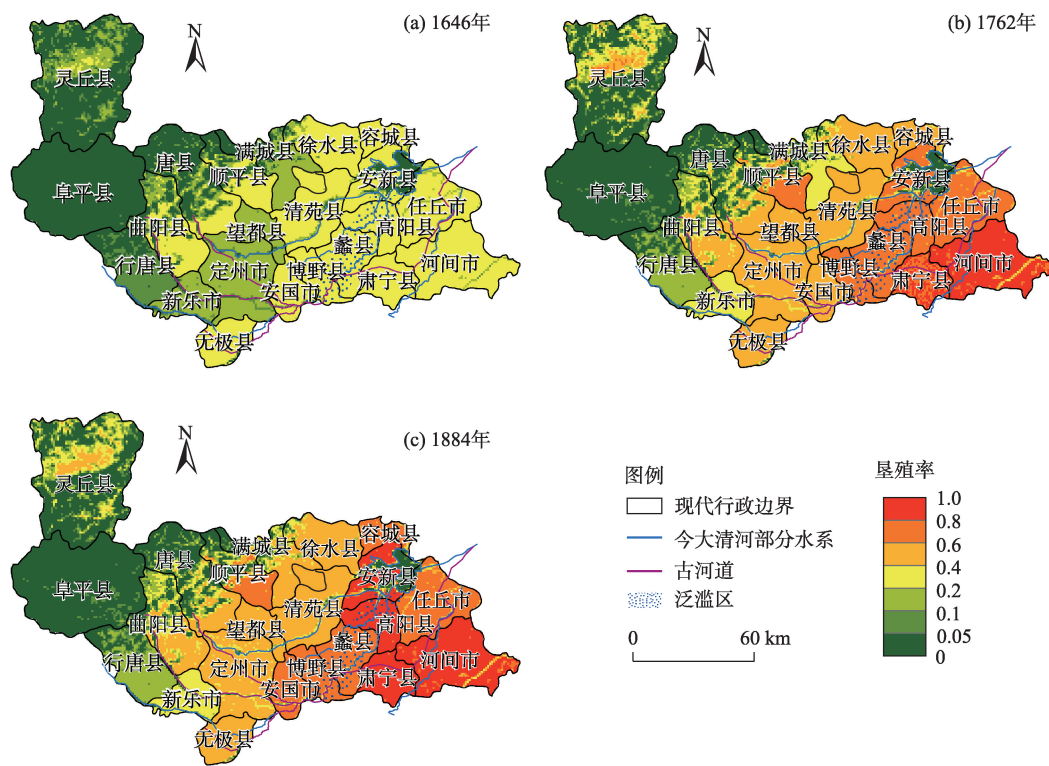 (a) 1646年
N
灵丘县
阜平县
唐县
满城县
徐水县
容城县
顺平县
安新县
曲阳县
清苑县
任丘市
望都县
高阳县
蠡县
行唐县
定州市
博野县
河间市
安国市
肃宁县
新乐市
无极县
(b) 1762年
N
灵丘县
阜平县
唐县
满城县
徐水县
容城县
顺平县
安新县
曲阳县
清苑县
任丘市
望都县
高阳县
蠡县
行唐县
定州市
博野县
河间市
安国市
肃宁县
新乐市
无极县
(c) 1884年
N
灵丘县
阜平县
唐县
满城县
徐水县
容城县
顺平县
安新县
曲阳县
清苑县
任丘市
望都县
高阳县
蠡县
行唐县
定州市
博野县
河间市
安国市
肃宁县
新乐市
无极县
图例
现代行政边界
今大清河部分水系
古河道
泛滥区
0 60 km
垦殖率
1.0
0.8
0.6
0.4
0.2
0.1
0.05
0